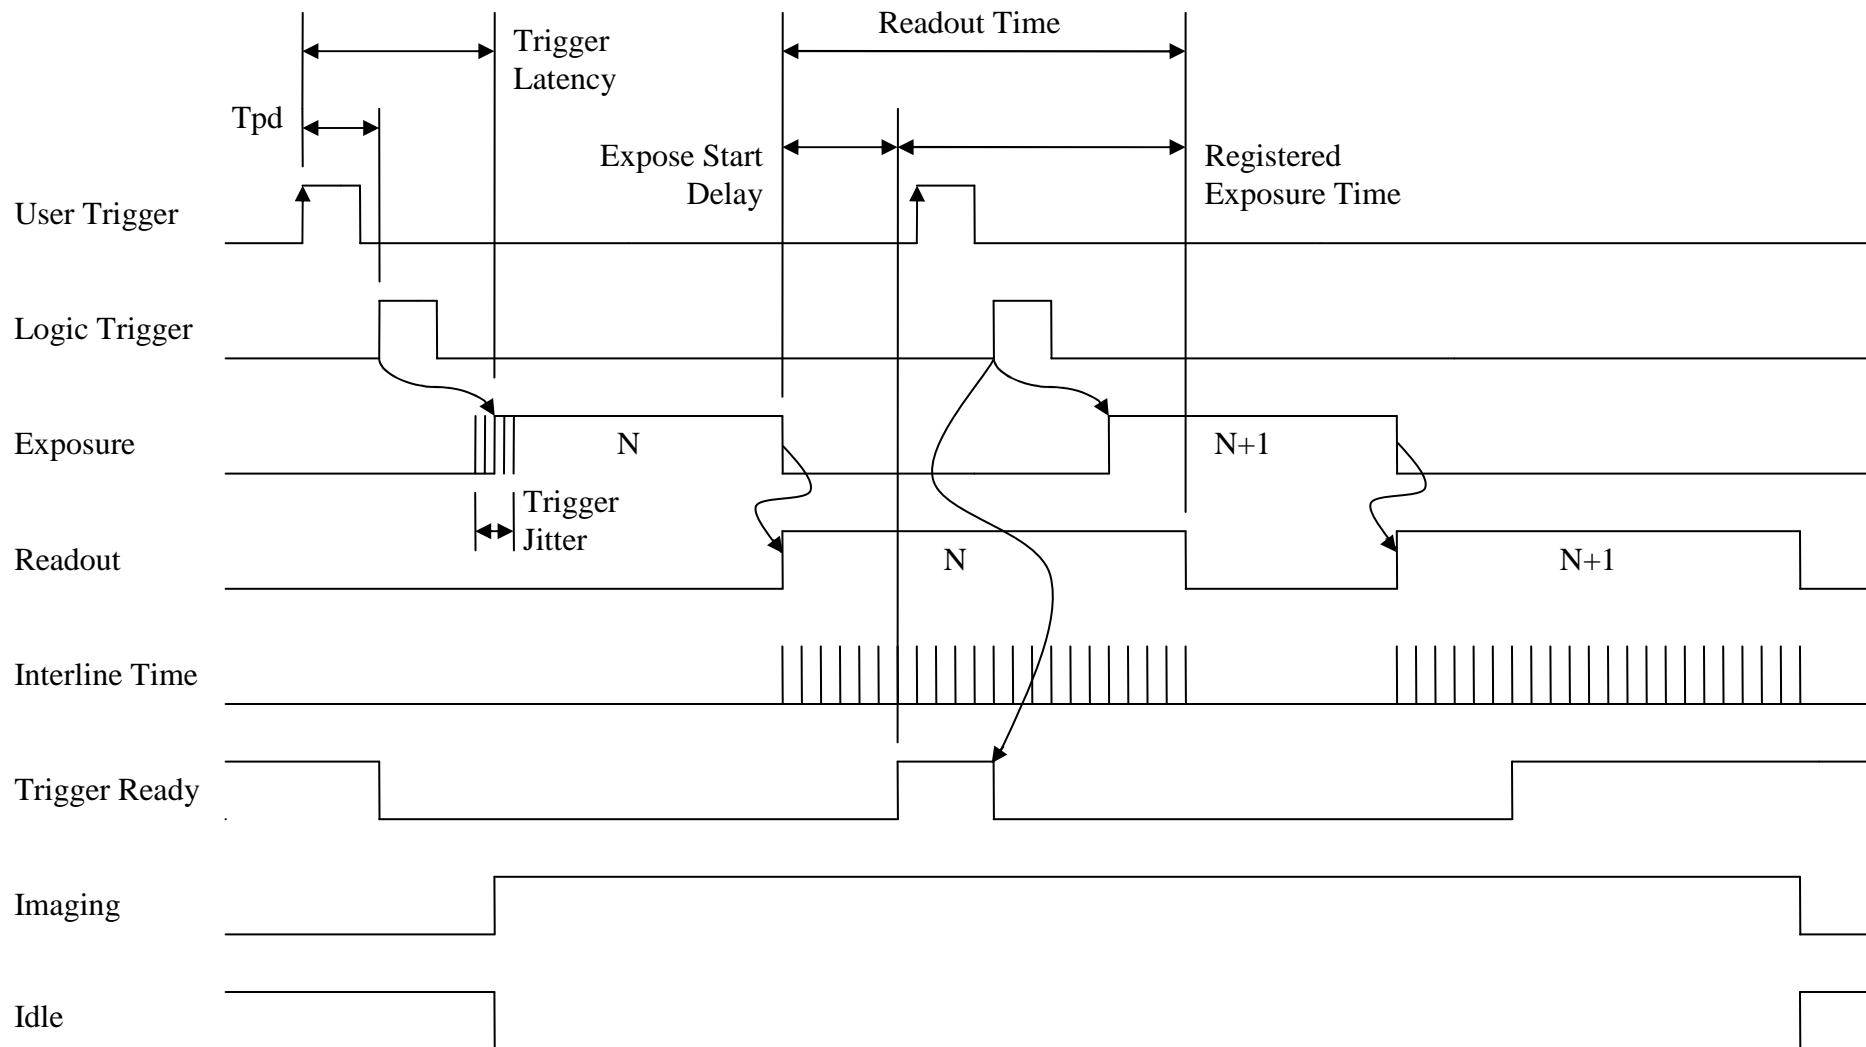 Readout Time
Trigger
Latency
Tpd
Expose Start
Delay
Registered
Exposure Time
User Trigger
Logic Trigger
Exposure
N
N+1
Trigger
Jitter
Readout
N
N+1
Interline Time
Trigger Ready
Imaging
Idle